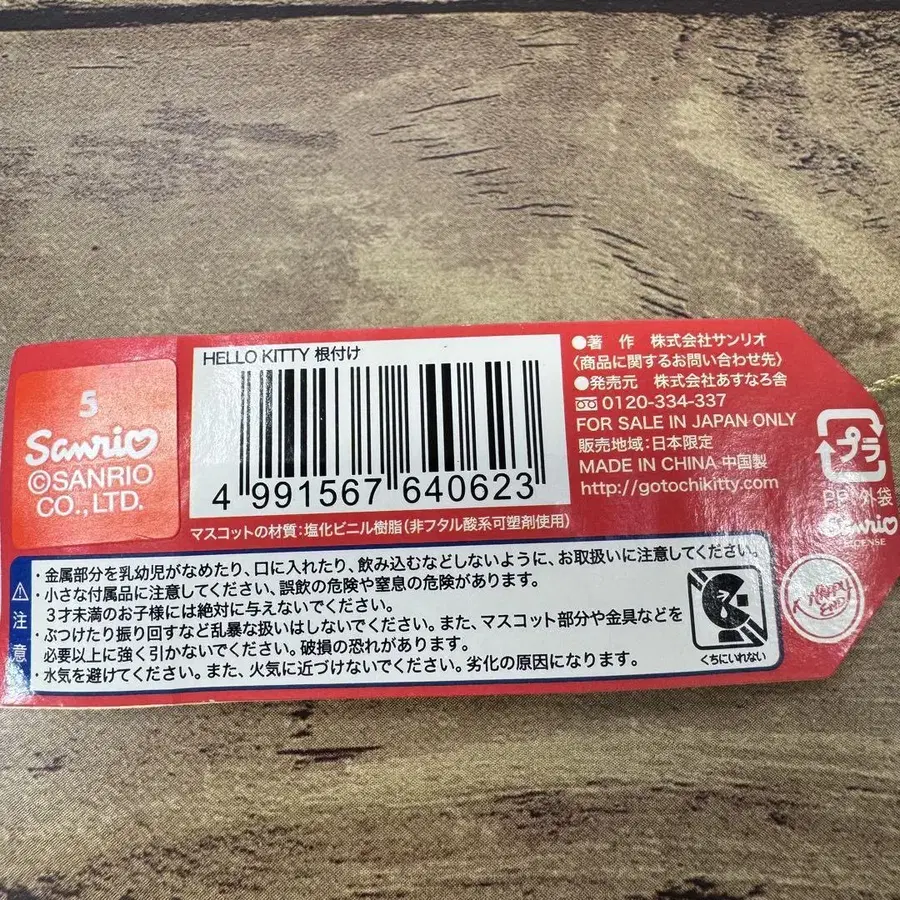 5
Sanrio
©SANRIO
CO.,LTD.
HELLO KITTY 根付け
4 991567 640623
マスコットの材質:塩化ビニル樹脂(非フタル酸系可塑剤使用)
●著 作 株式会社サンリオ
〈商品に関するお問い合わせ先〉
●発売元 株式会社あすなろ舎
0120-334-337
FOR SALE IN JAPAN ONLY
販売地域:日本限定
MADE IN CHINA 中国製
http://gotochikitty.com
プラ
PP 外袋
Sanrio
LICENSE
HAPPY
END
注意
・金属部分を乳幼児がなめたり、口に入れたり、飲み込むなどしないように、お取扱いに注意してください。
・小さな付属品に注意してください。誤飲の危険や窒息の危険があります。
3才未満のお子様には絶対に与えないでください。
・ぶつけたり振り回すなど乱暴な扱いはしないでください。また、マスコット部分や金具などを
必要以上に強く引かないでください。破損の恐れがあります。
・水気を避けてください。また、火気に近づけないでください。劣化の原因になります。
くちにいれない